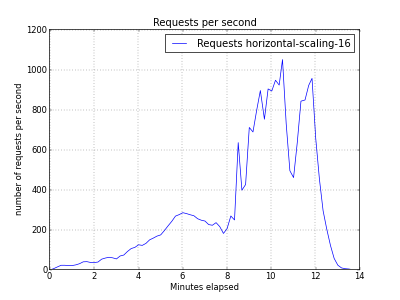 Requests per second
Requests horizontal-scaling-16
1200
1000
800
600
400
200
0
number of requests per second
0 2 4 6 8 10 12 14
Minutes elapsed